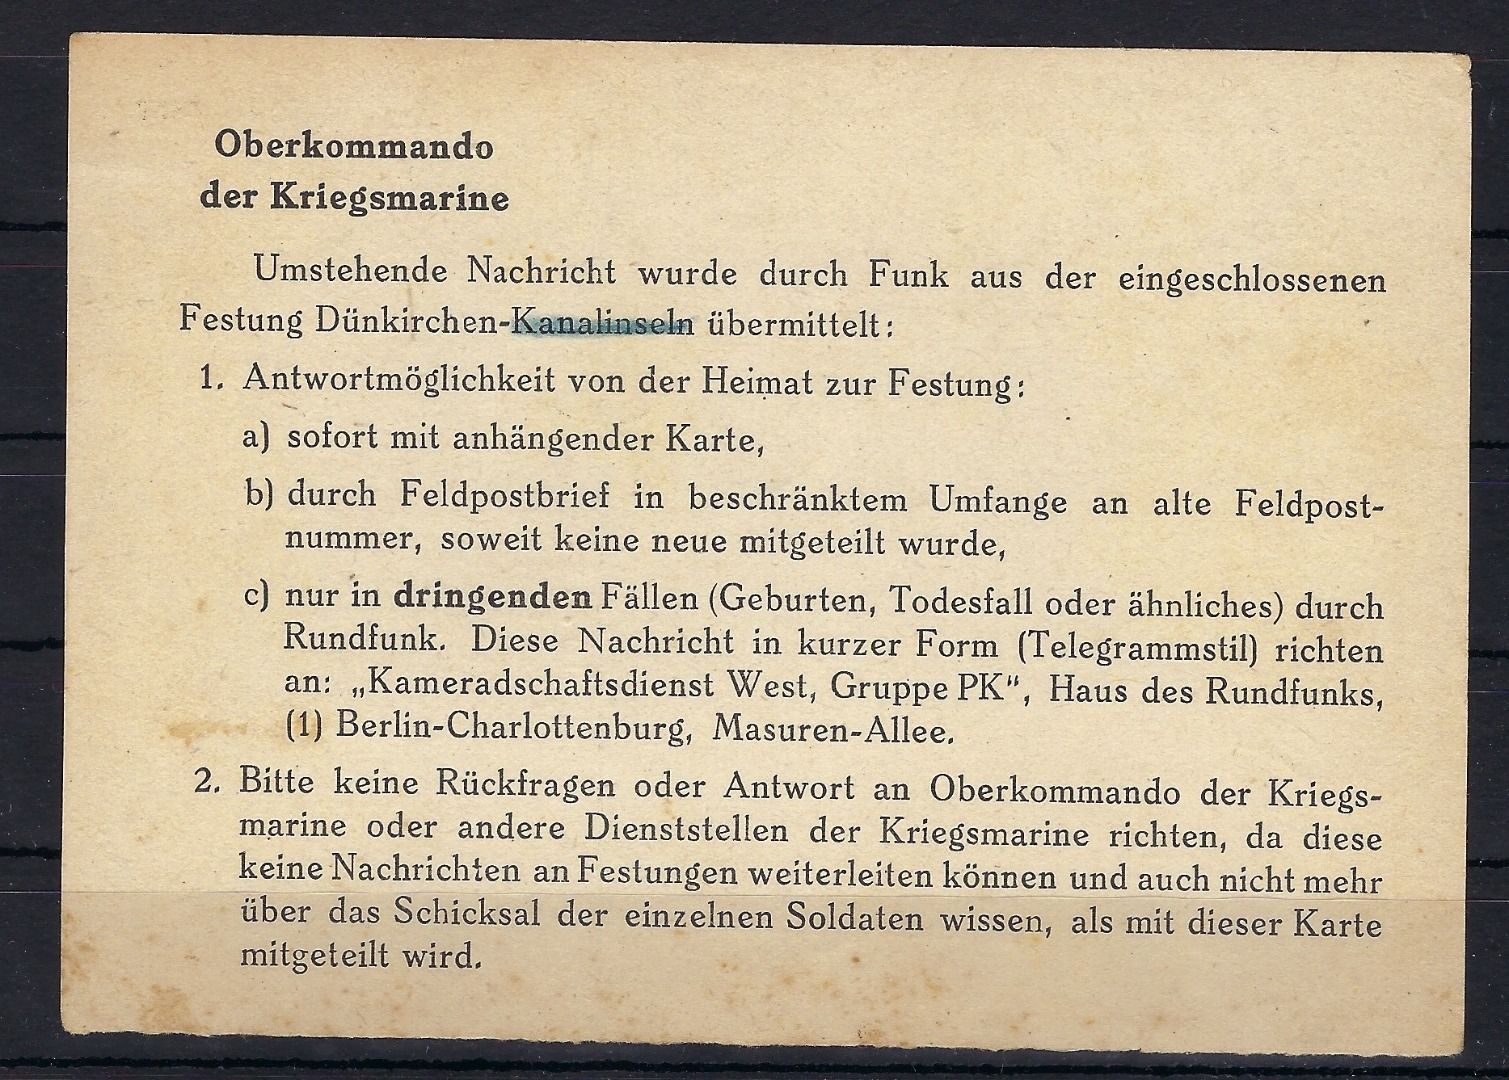 Oberkommando
der Kriegsmarine
Umstehende Nachricht wurde durch Funk aus der eingeschlossenen
Festung Dünkirchen-Kanalinseln übermittelt:
1. Antwortmöglichkeit von der Heimat zur Festung:
a) sofort mit anhängender Karte,
b) durch Feldpostbrief in beschränktem Umfange an alte Feldpost-
nummer, soweit keine neue mitgeteilt wurde,
c) nur in dringenden Fällen (Geburten, Todesfall oder ähnliches) durch
Rundfunk. Diese Nachricht in kurzer Form (Telegrammstil) richten
an: „Kameradschaftsdienst West, Gruppe PK“, Haus des Rundfunks,
(1) Berlin-Charlottenburg, Masuren-Allee.
2. Bitte keine Rückfragen oder Antwort an Oberkommando der Kriegs-
marine oder andere Dienststellen der Kriegsmarine richten, da diese
keine Nachrichten an Festungen weiterleiten können und auch nicht mehr
über das Schicksal der einzelnen Soldaten wissen, als mit dieser Karte
mitgeteilt wird.